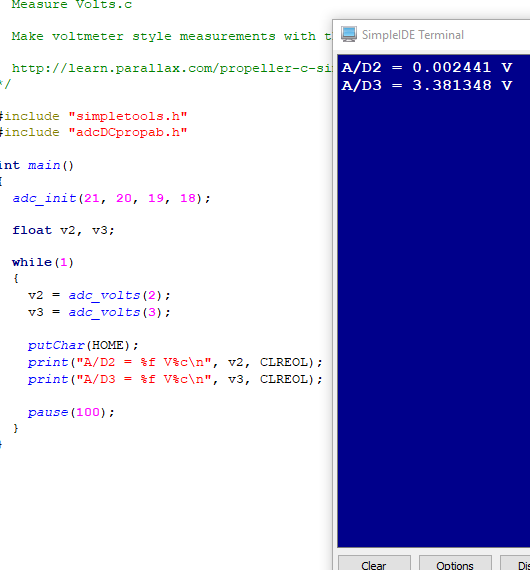 Measure Volts.c
Make voltmeter style measurements with
http://learn.parallax.com/propeller-c-si
*/
#include "simpletools.h"
#include "adcDCpropab.h"
int main()
{
adc_init(21, 20, 19, 18);
float v2, v3;
while(1)
{
v2 = adc_volts(2);
v3 = adc_volts(3);
putChar(HOME);
print("A/D2 = %f V%c\n", v2, CLREOL);
print("A/D3 = %f V%c\n", v3, CLREOL);
pause(100);
}
}
SimpleIDE Terminal
A/D2 = 0.002441 V
A/D3 = 3.381348 V
Clear
Options